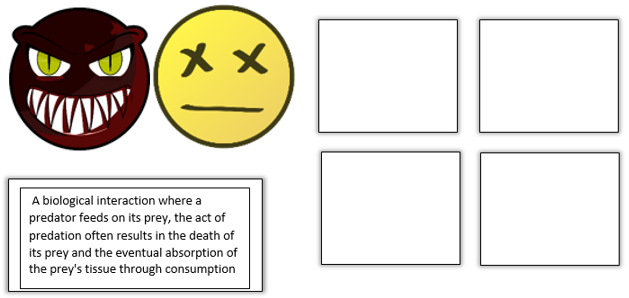 A biological interaction where a
predator feeds on its prey, the act of
predation often results in the death of
its prey and the eventual absorption of
the prey's tissue through consumption